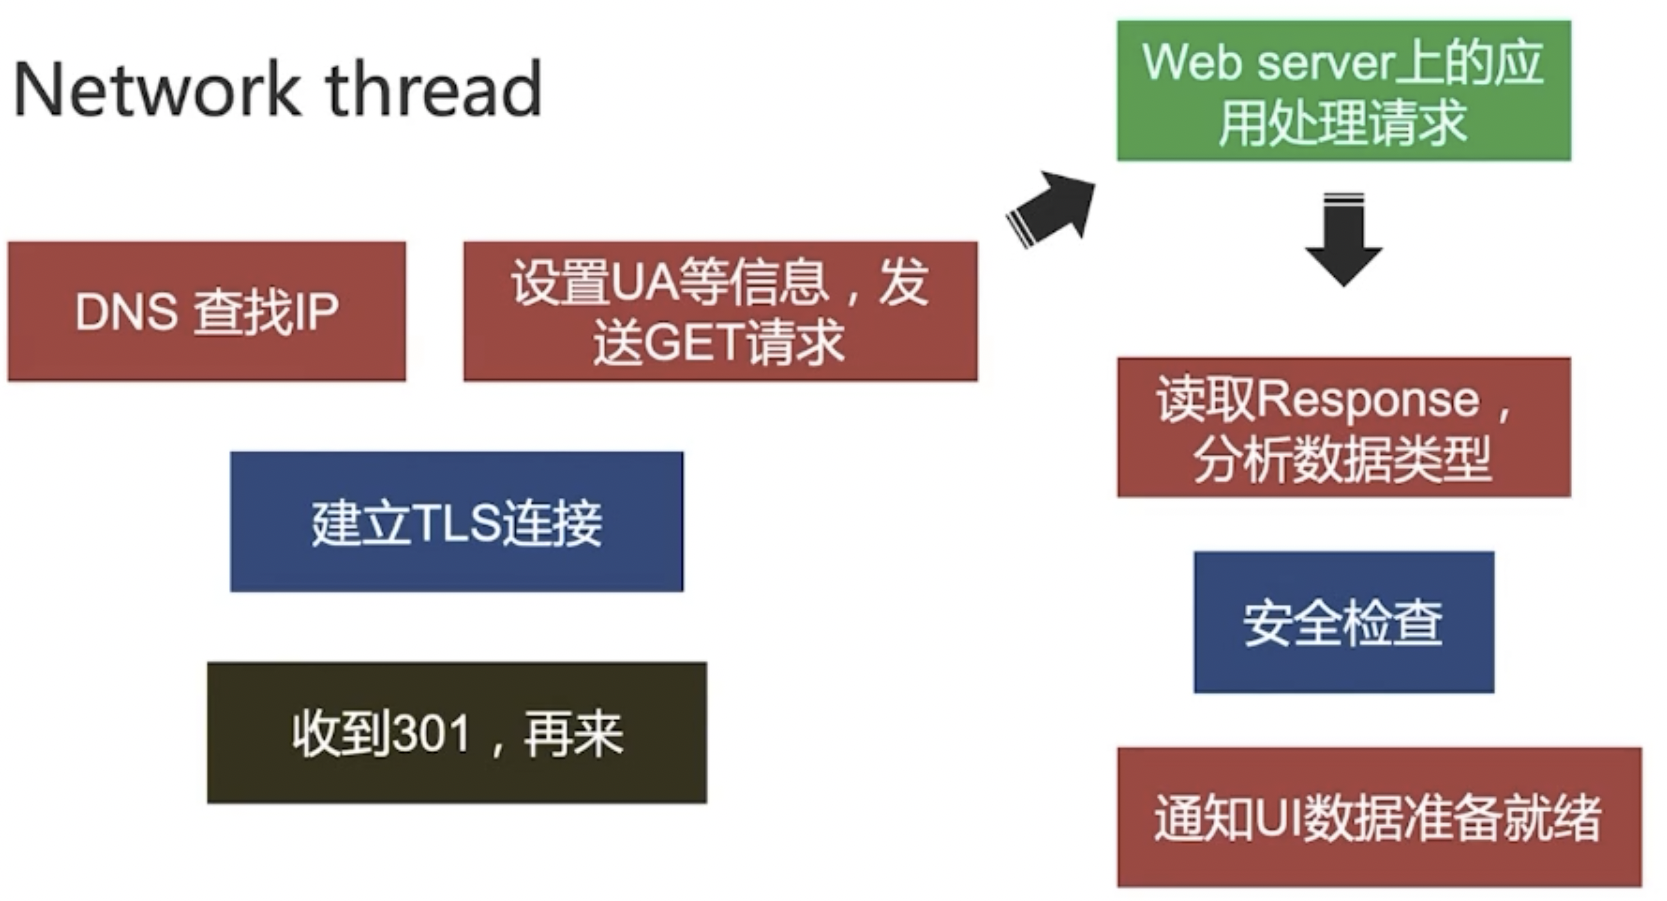 Network thread
DNS 查找IP
设置UA等信息，发
送GET请求
建立TLS连接
收到301，再来
Web server上的应
用处理请求
读取Response，
分析数据类型
安全检查
通知UI数据准备就绪